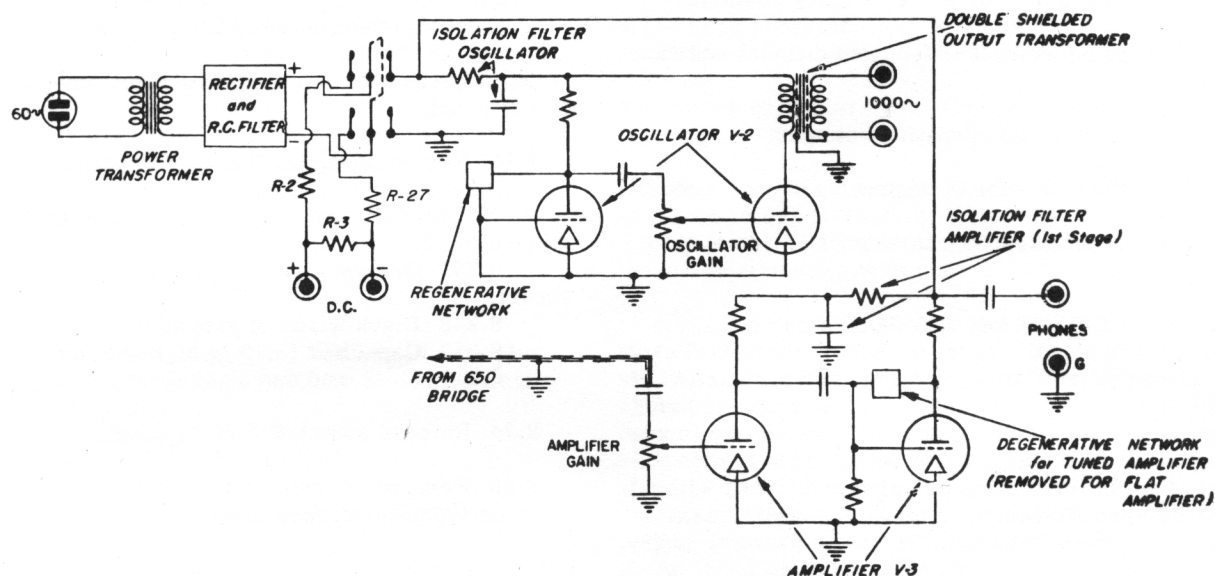 DOUBLE SHIELDED
OUTPUT TRANSFORMER
ISOLATION FILTER
OSCILLATOR
60~
RECTIFIER
and
R.C. FILTER
+
−
+
−
1000~
POWER
TRANSFORMER
OSCILLATOR V-2
R-2
R-27
R-3
+
−
D.C.
OSCILLATOR
GAIN
ISOLATION FILTER
AMPLIFIER (1st Stage)
REGENERATIVE
NETWORK
PHONES
G
FROM 650
BRIDGE
AMPLIFIER
GAIN
DEGENERATIVE NETWORK
for TUNED AMPLIFIER
(REMOVED FOR FLAT
AMPLIFIER)
AMPLIFIER V-3